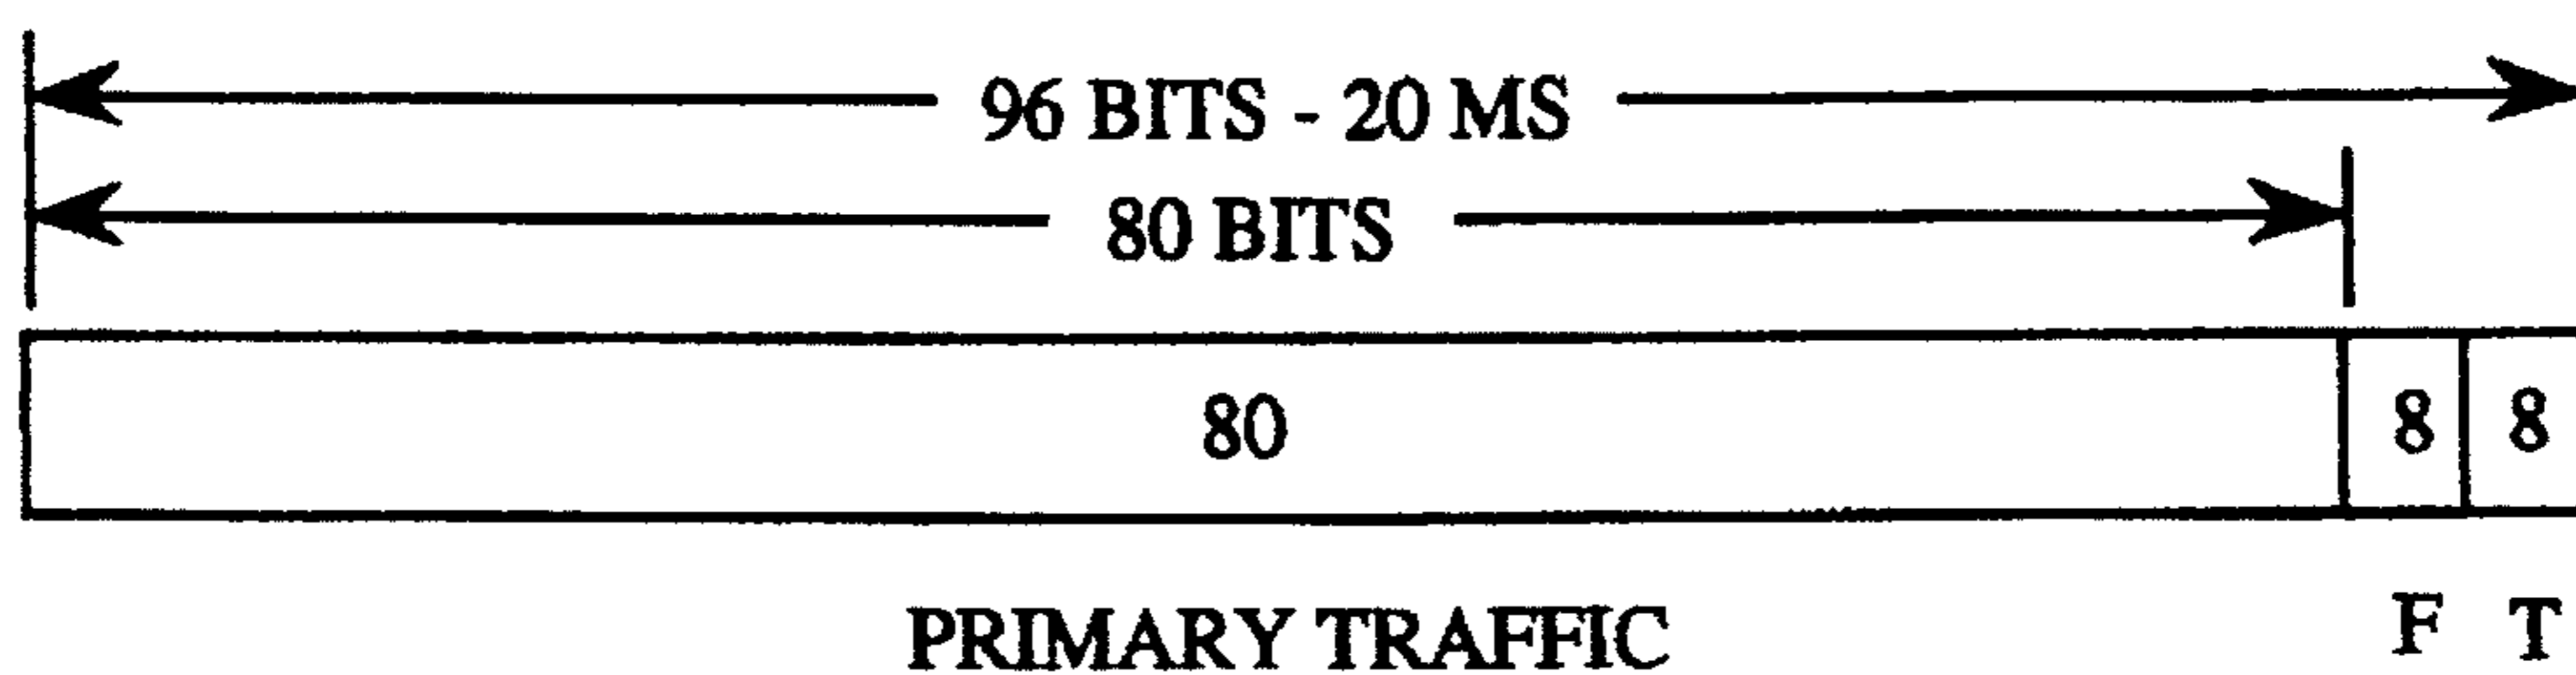 96 BITS - 20 MS
80 BITS
80 8 8
PRIMARY TRAFFIC F T